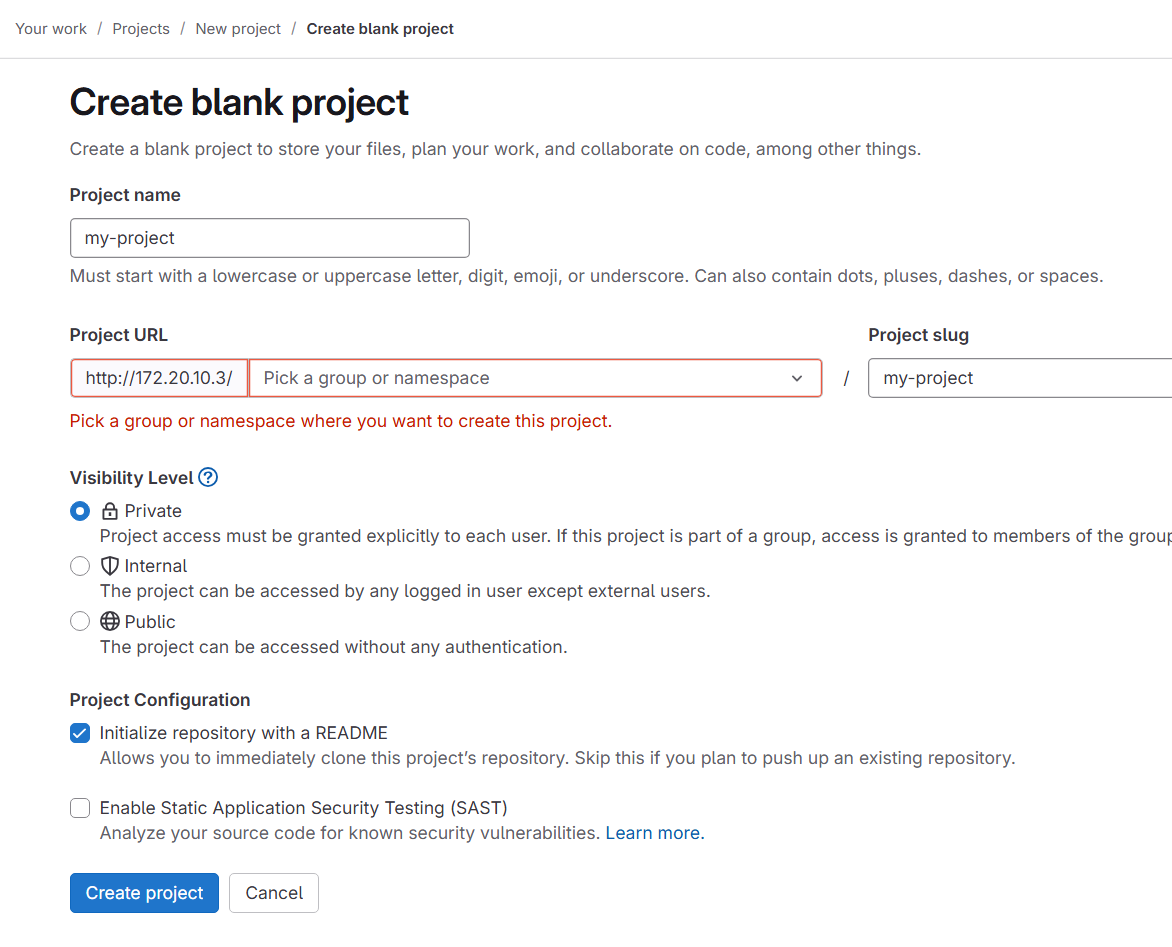 Your work / Projects / New project / Create blank project
Create blank project
Create a blank project to store your files, plan your work, and collaborate on code, among other things.
Project name
my-project
Must start with a lowercase or uppercase letter, digit, emoji, or underscore. Can also contain dots, pluses, dashes, or spaces.
Project URL
http://172.20.10.3/ Pick a group or namespace
/
Project slug
my-project
Pick a group or namespace where you want to create this project.
Visibility Level
Private
Project access must be granted explicitly to each user. If this project is part of a group, access is granted to members of the group
Internal
The project can be accessed by any logged in user except external users.
Public
The project can be accessed without any authentication.
Project Configuration
Initialize repository with a README
Allows you to immediately clone this project’s repository. Skip this if you plan to push up an existing repository.
Enable Static Application Security Testing (SAST)
Analyze your source code for known security vulnerabilities. Learn more.
Create project Cancel